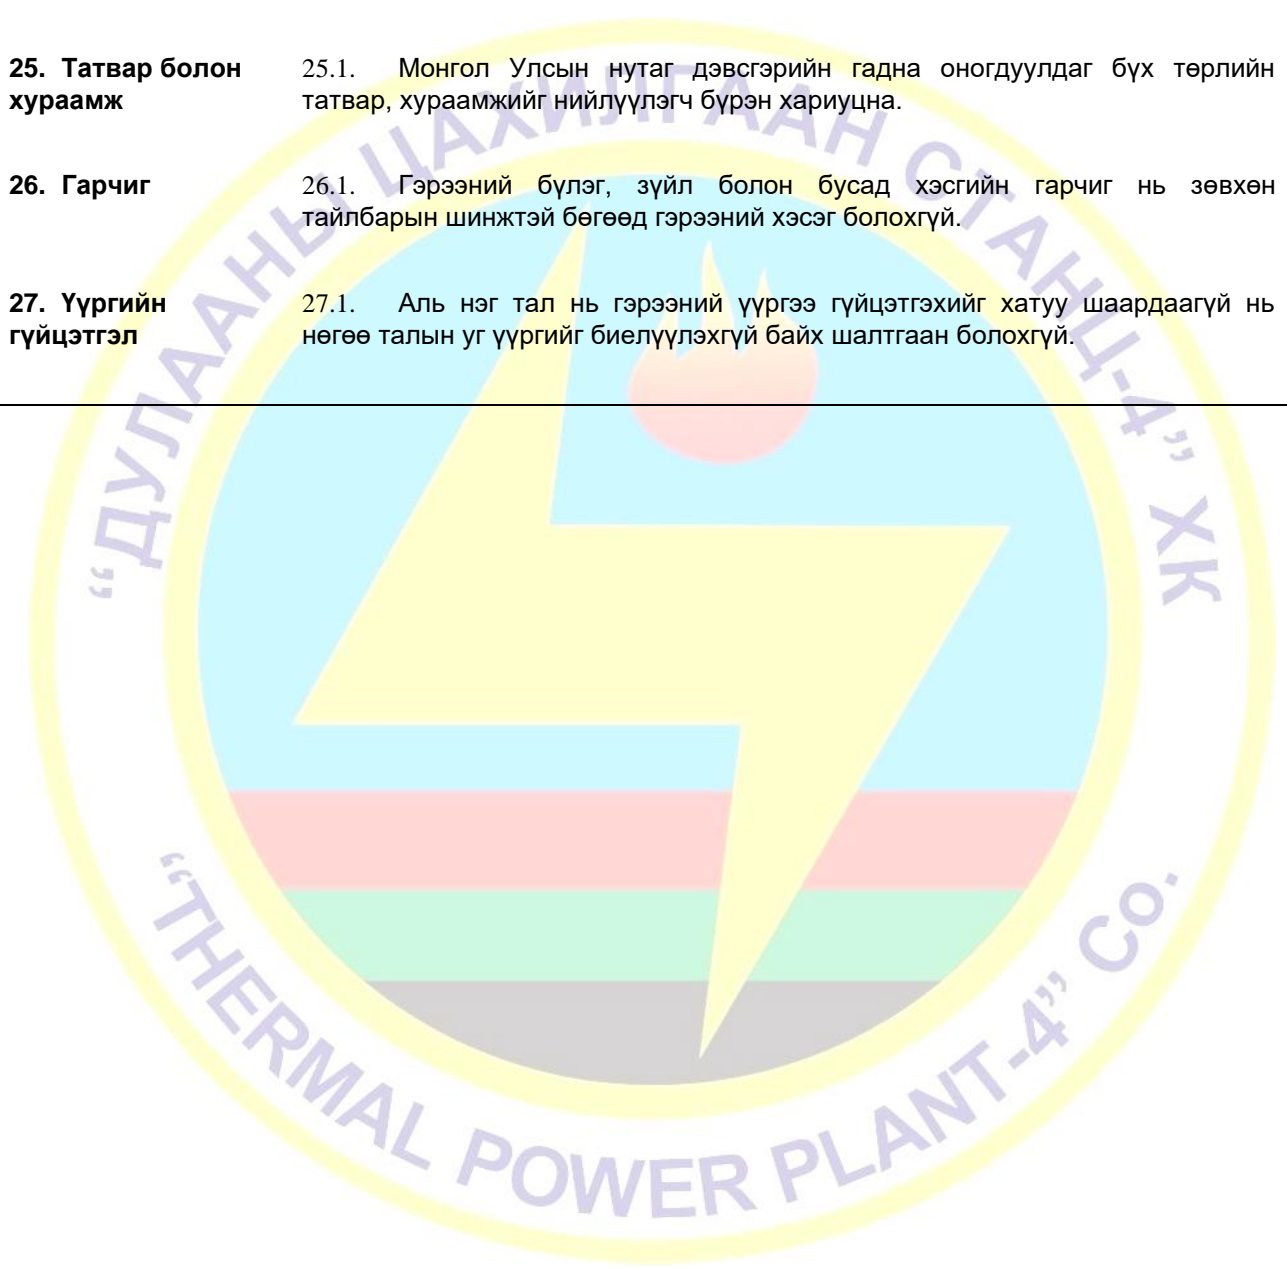 25. Татвар болон
хураамж
25.1. Монгол Улсын нутаг дэвсгэрийн гадна оногдуулдаг бүх төрлийн
татвар, хураамжийг нийлүүлэгч бүрэн хариуцна.
26. Гарчиг
26.1. Гэрээний бүлэг, зүйл болон бусад хэсгийн гарчиг нь зөвхөн
тайлбарын шинжтэй бөгөөд гэрээний хэсэг болохгүй.
27. Үүргийн
гүйцэтгэл
27.1. Аль нэг тал нь гэрээний үүргээ гүйцэтгэхийг хатуу шаардаагүй нь
нөгөө талын уг үүргийг биелүүлэхгүй байх шалтгаан болохгүй.
“ДУЛААНЫ ЦАХИЛГААН СТАНЦ-4” ХК
“THERMAL POWER PLANT-4” Co.